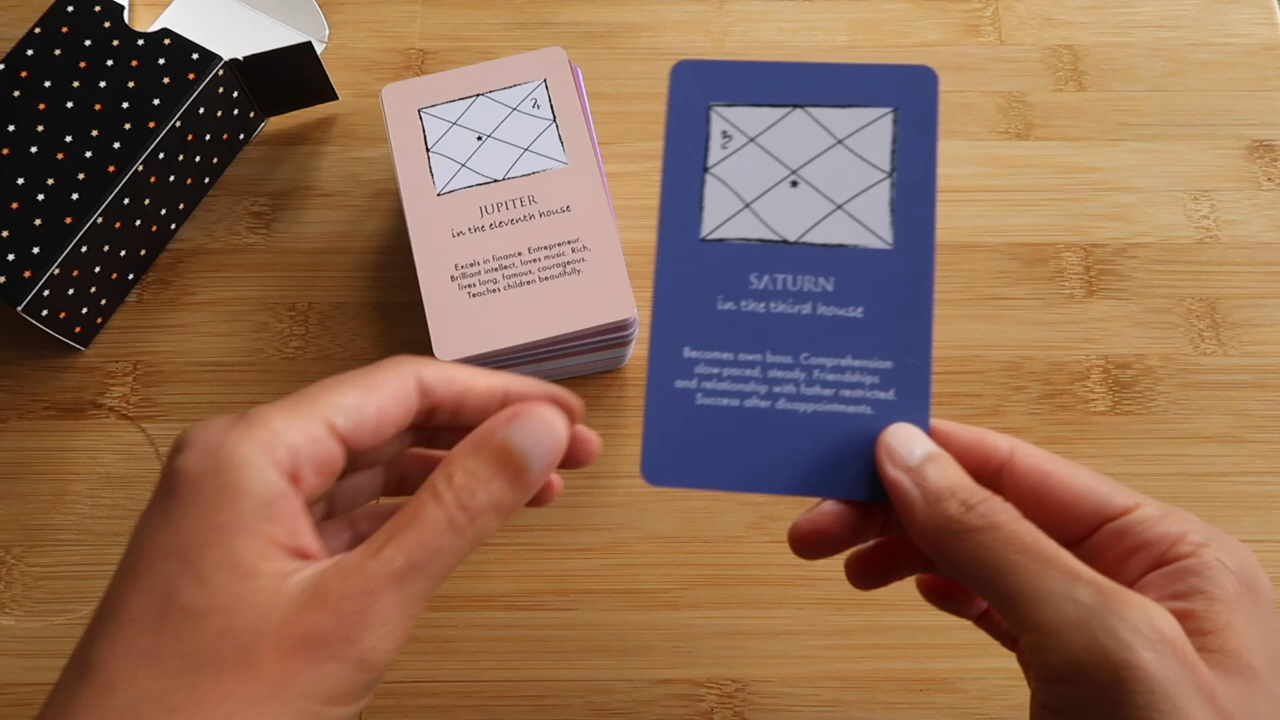 JUPITER
in the eleventh house
Excels in Finance. Entrepreneur.
Brilliant intellect, loves music. Rich,
lives long, famous, courageous.
Teaches children beautifully.
SATURN
in the third house
Becomes own boss. Comprehension
slow-paced, steady. Friendships
and relationship with father restricted.
Success after disappointments.